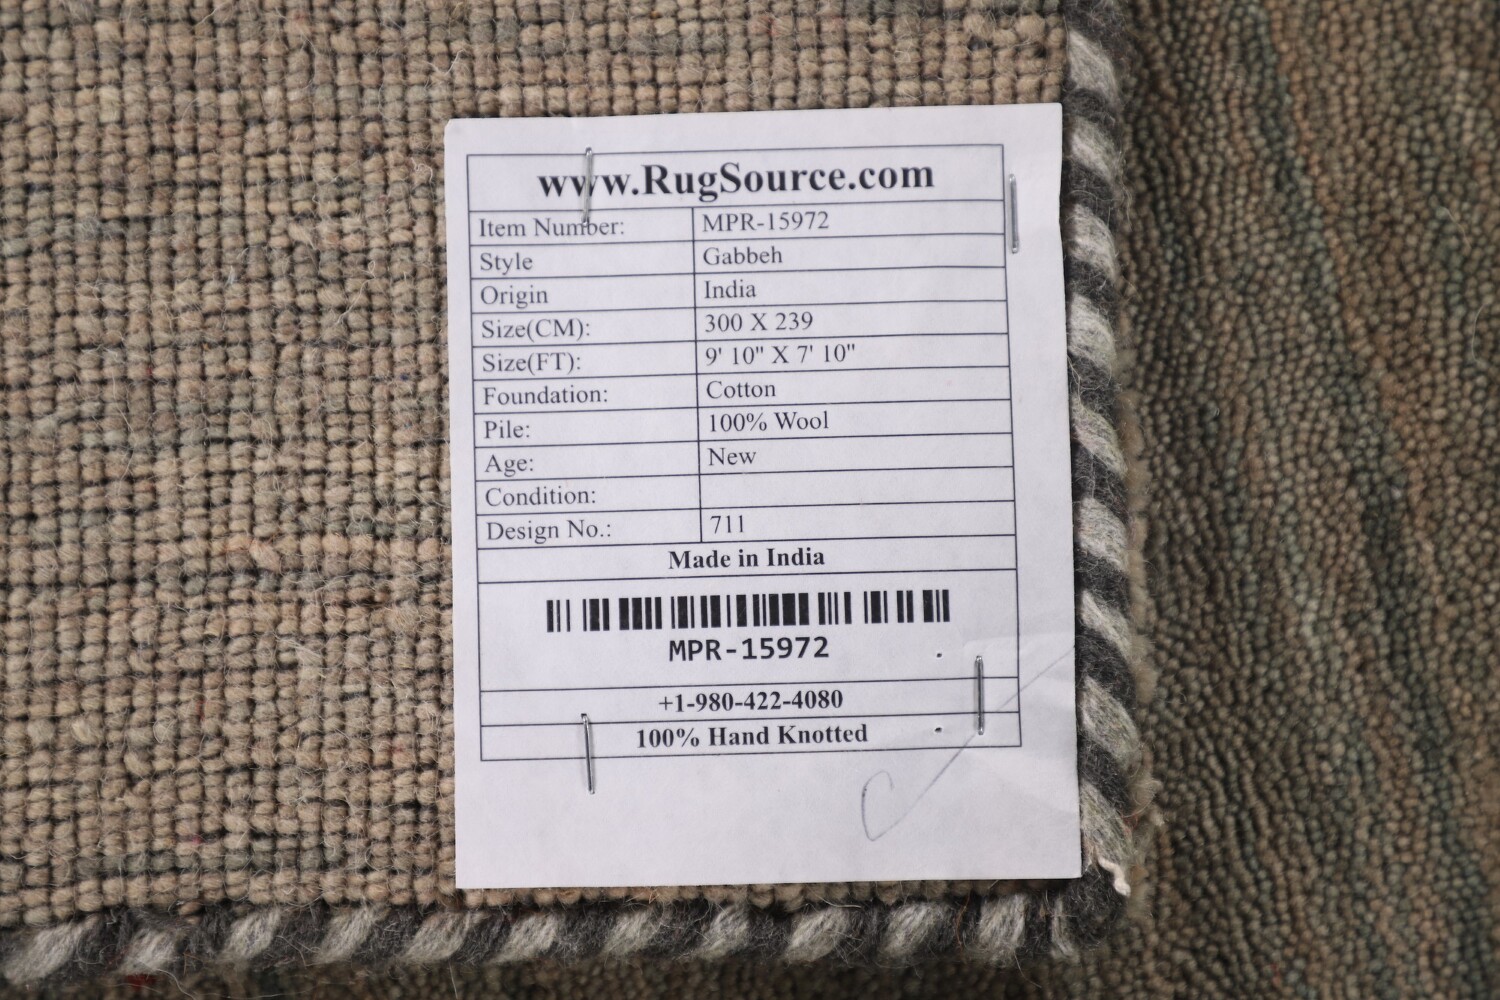 www.RugSource.com
Item Number: MPR-15972
Style Gabbeh
Origin India
Size(CM): 300 X 239
Size(FT): 9' 10" X 7' 10"
Foundation: Cotton
Pile: 100% Wool
Age: New
Condition:
Design No.: 711
Made in India
MPR-15972
+1-980-422-4080
100% Hand Knotted